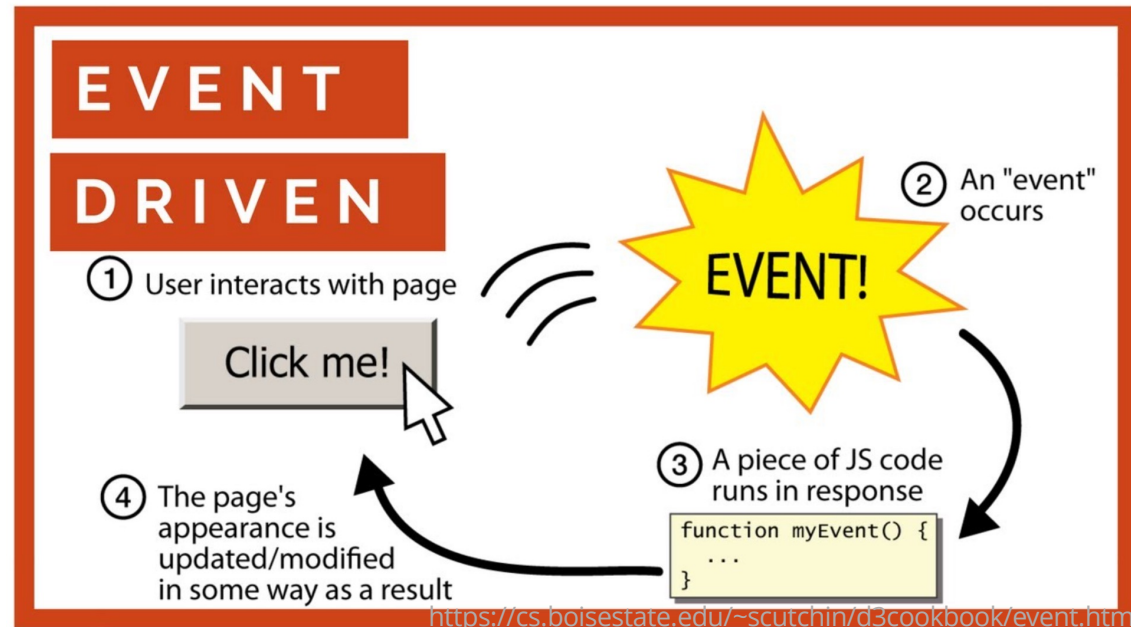 EVENT
DRIVEN
1 User interacts with page
Click me!
2 An "event"
occurs
EVENT!
3 A piece of JS code
runs in response
function myEvent() {
...
}
4 The page's
appearance is
updated/modified
in some way as a result
https://cs.boisestate.edu/~scutchin/d3cookbook/event.htm